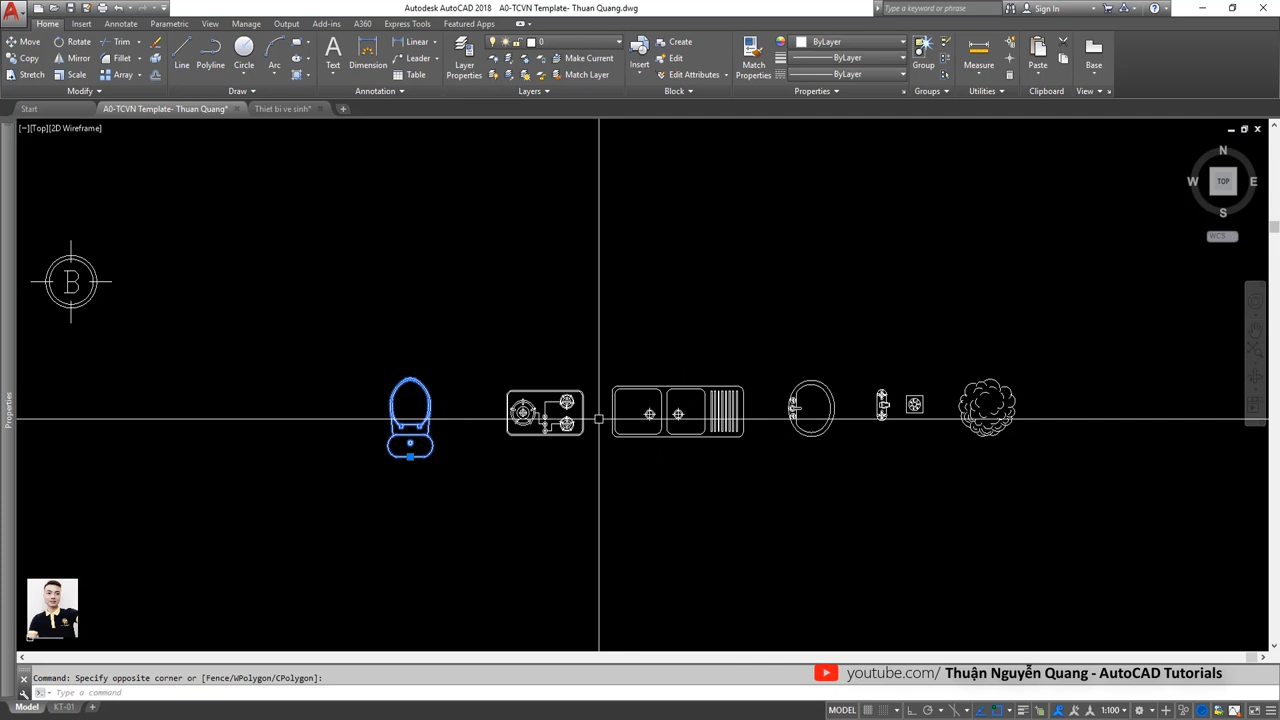 Autodesk AutoCAD 2018 A0-TCVN Template- Thuan Quang.dwg
Type a keyword or phrase
Sign In
Home Insert Annotate Parametric View Manage Output Add-ins A360 Express Tools Featured Apps
Move Rotate Trim
Copy Mirror Fillet
Stretch Scale Array
Modify
Line Polyline Circle Arc
Draw
Text Dimension
Linear
Leader
Table
Annotation
Layer Properties
0
Make Current
Match Layer
Layers
Insert
Create
Edit
Edit Attributes
Block
Match Properties
ByLayer
ByLayer
ByLayer
Properties
Group
Groups
Measure
Utilities
Paste
Clipboard
Base
View
Start A0-TCVN Template- Thuan Quang* Thiet bi ve sinh*
[−][Top][2D Wireframe]
N
W TOP E
S
WCS
B
Properties
Command: Specify opposite corner or [Fence/WPolygon/CPolygon]:
Type a command
youtube.com/ Thuận Nguyễn Quang - AutoCAD Tutorials
Model KT-01
MODEL
1:100